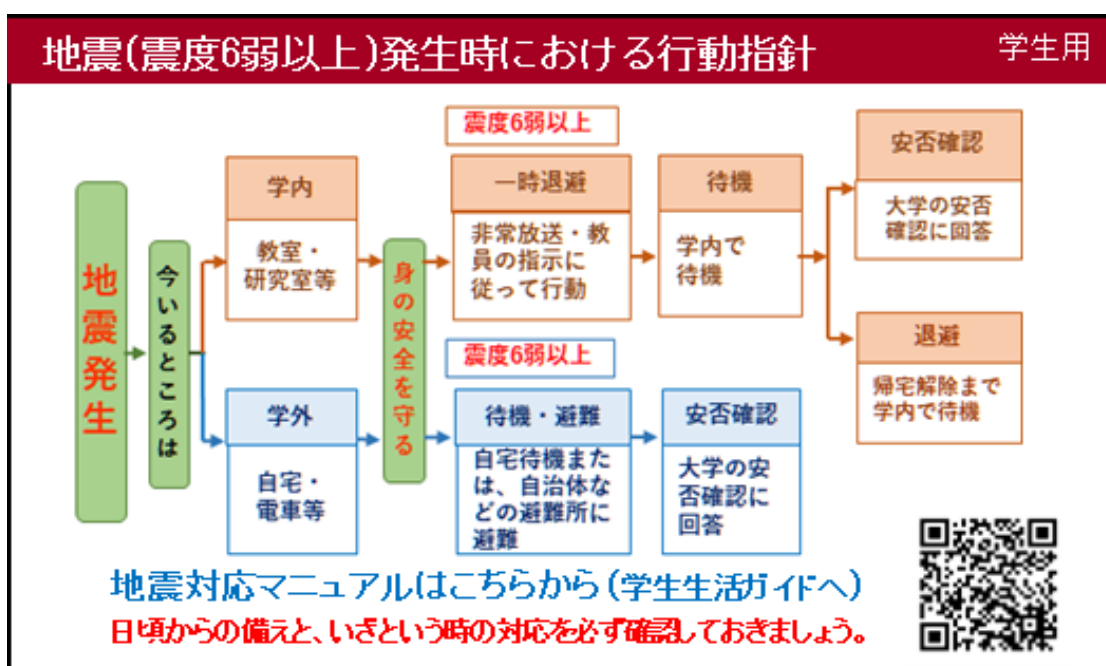 地震(震度6弱以上)発生時における行動指針
学生用
地震発生
今いるところは
学内
教室・
研究室等
身の安全を守る
震度6弱以上
一時退避
非常放送・教
員の指示に
従って行動
待機
学内で
待機
安否確認
大学の安否
確認に回答
退避
帰宅解除まで
学内で待機
学外
自宅・
電車等
震度6弱以上
待機・避難
自宅待機また
は、自治体な
どの避難所に
避難
安否確認
大学の安
否確認に
回答
地震対応マニュアルはこちらから(学生生活ガイドへ)
日頃からの備えと、いざという時の対応を必ず確認しておきましょう。